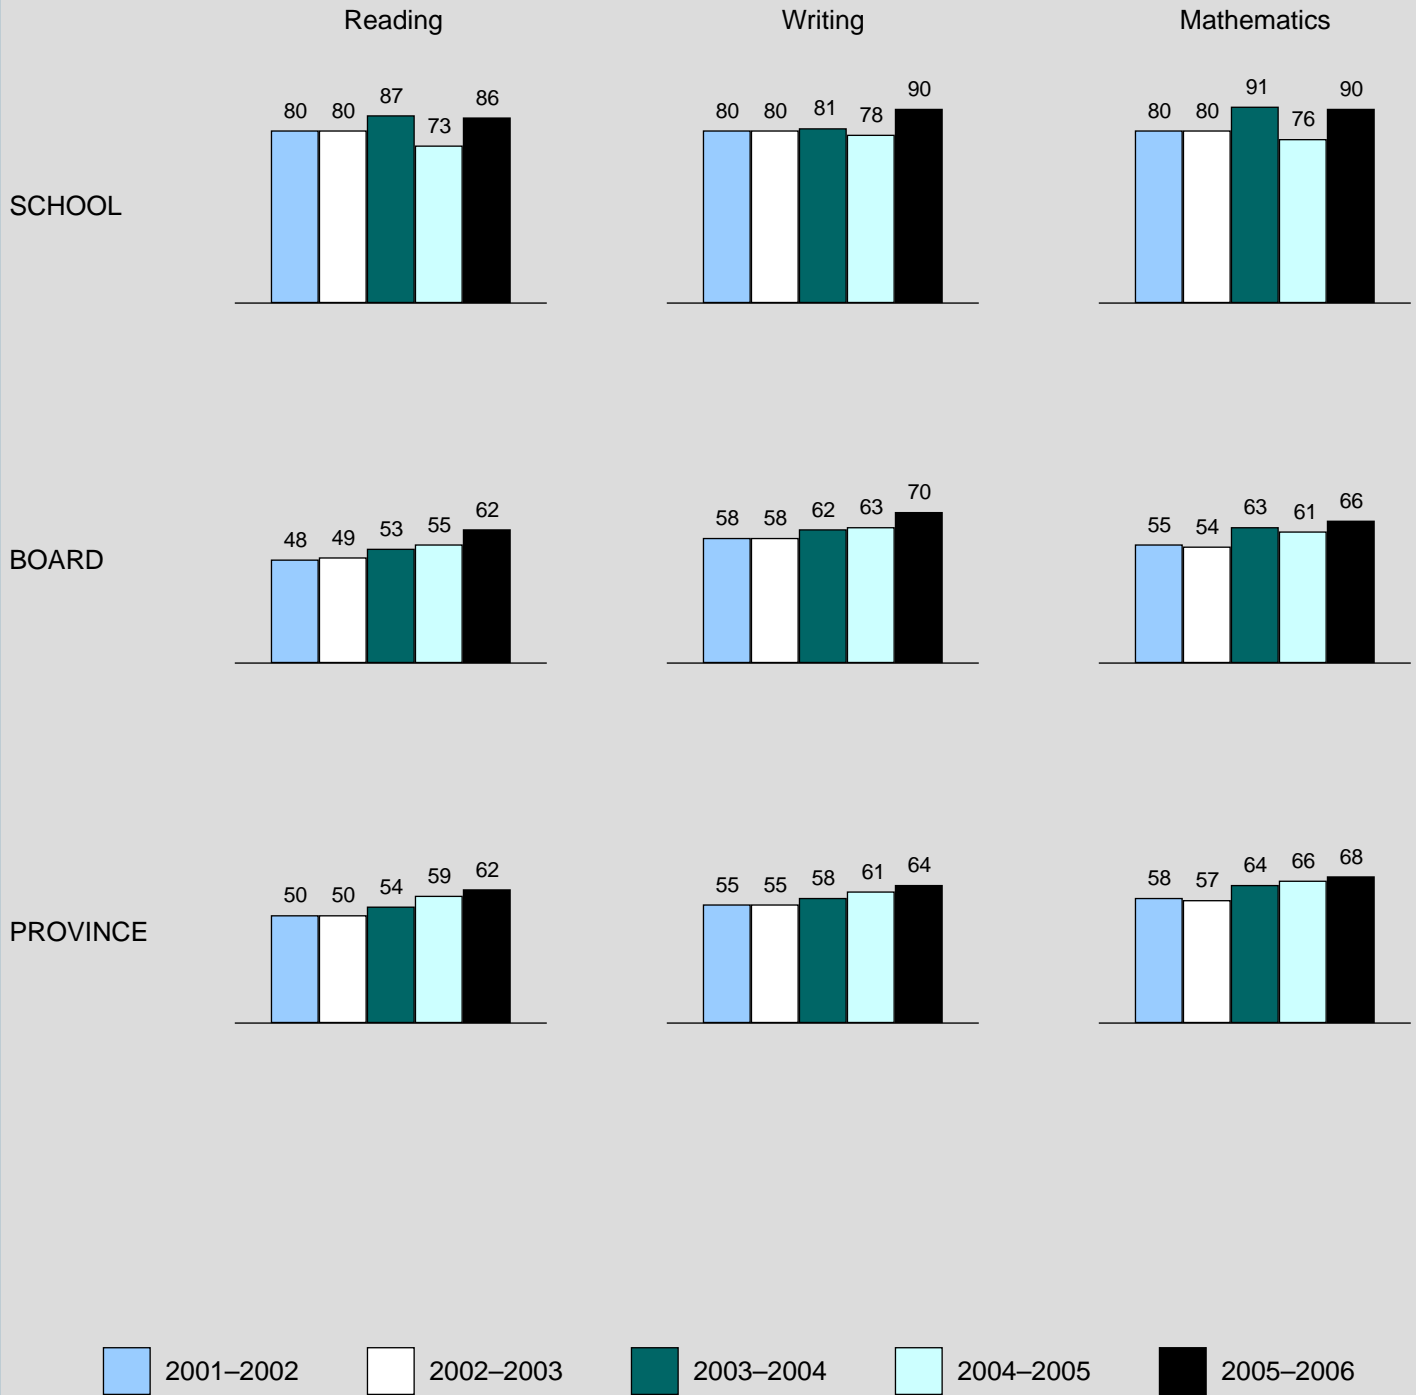 Reading Writing Mathematics
80 80 87 73 86 80 80 81 78 90 80 80 91 76 90
SCHOOL
48 49 53 55 62 58 58 62 63 70 55 54 63 61 66
BOARD
50 50 54 59 62 55 55 58 61 64 58 57 64 66 68
PROVINCE
2001–2002 2002–2003 2003–2004 2004–2005 2005–2006